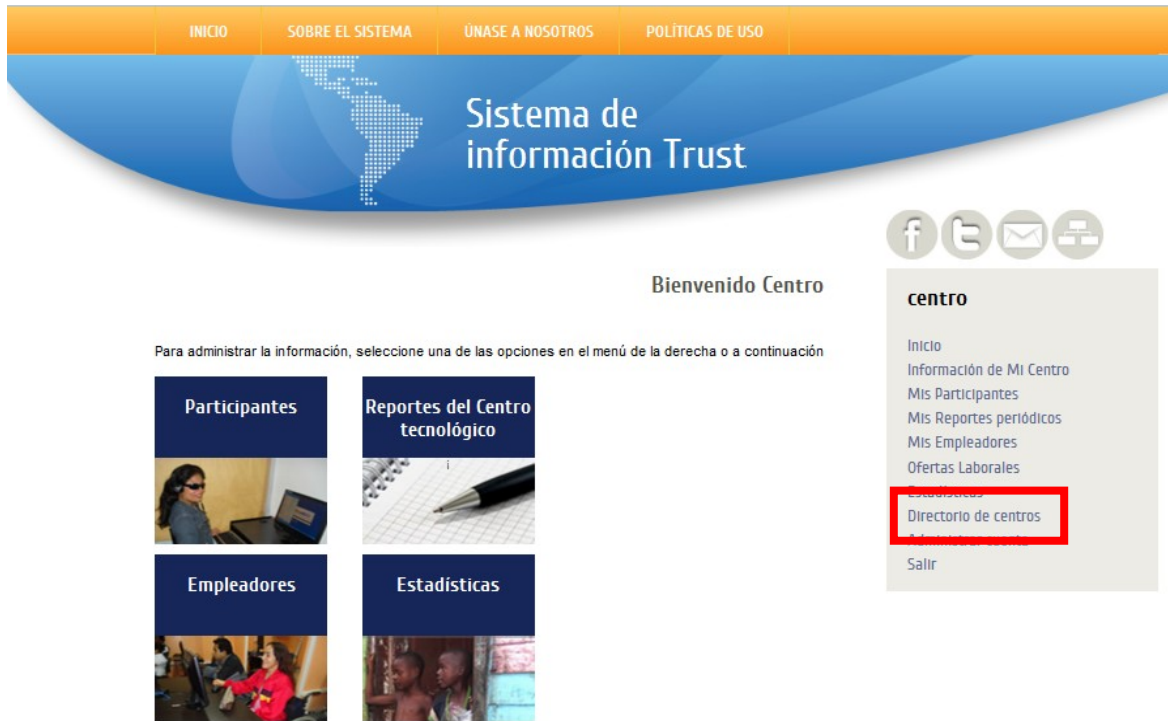 INICIO SOBRE EL SISTEMA ÚNASE A NOSOTROS POLÍTICAS DE USO
Sistema de
información Trust
Bienvenido Centro
Para administrar la información, seleccione una de las opciones en el menú de la derecha o a continuación
Participantes
Reportes del Centro
tecnológico
Empleadores
Estadísticas
centro
Inicio
Información de Mi Centro
Mis Participantes
Mis Reportes periódicos
Mis Empleadores
Ofertas Laborales
Estadísticas
Directorio de centros
Administrar cuenta
Salir